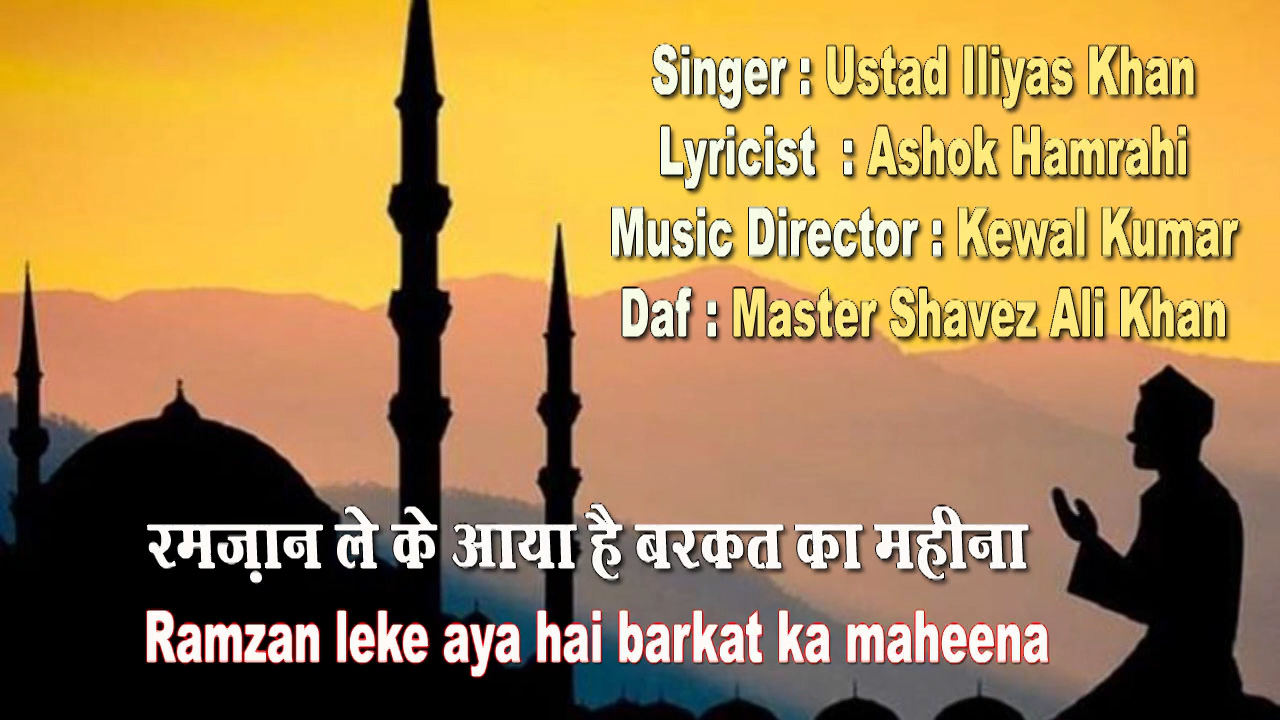 Singer : Ustad Iliyas Khan
Lyricist : Ashok Hamrahi
Music Director : Kewal Kumar
Daf : Master Shavez Ali Khan
रमज़ान ले के आया है बरकत का महीना
Ramzan leke aya hai barkat ka maheena